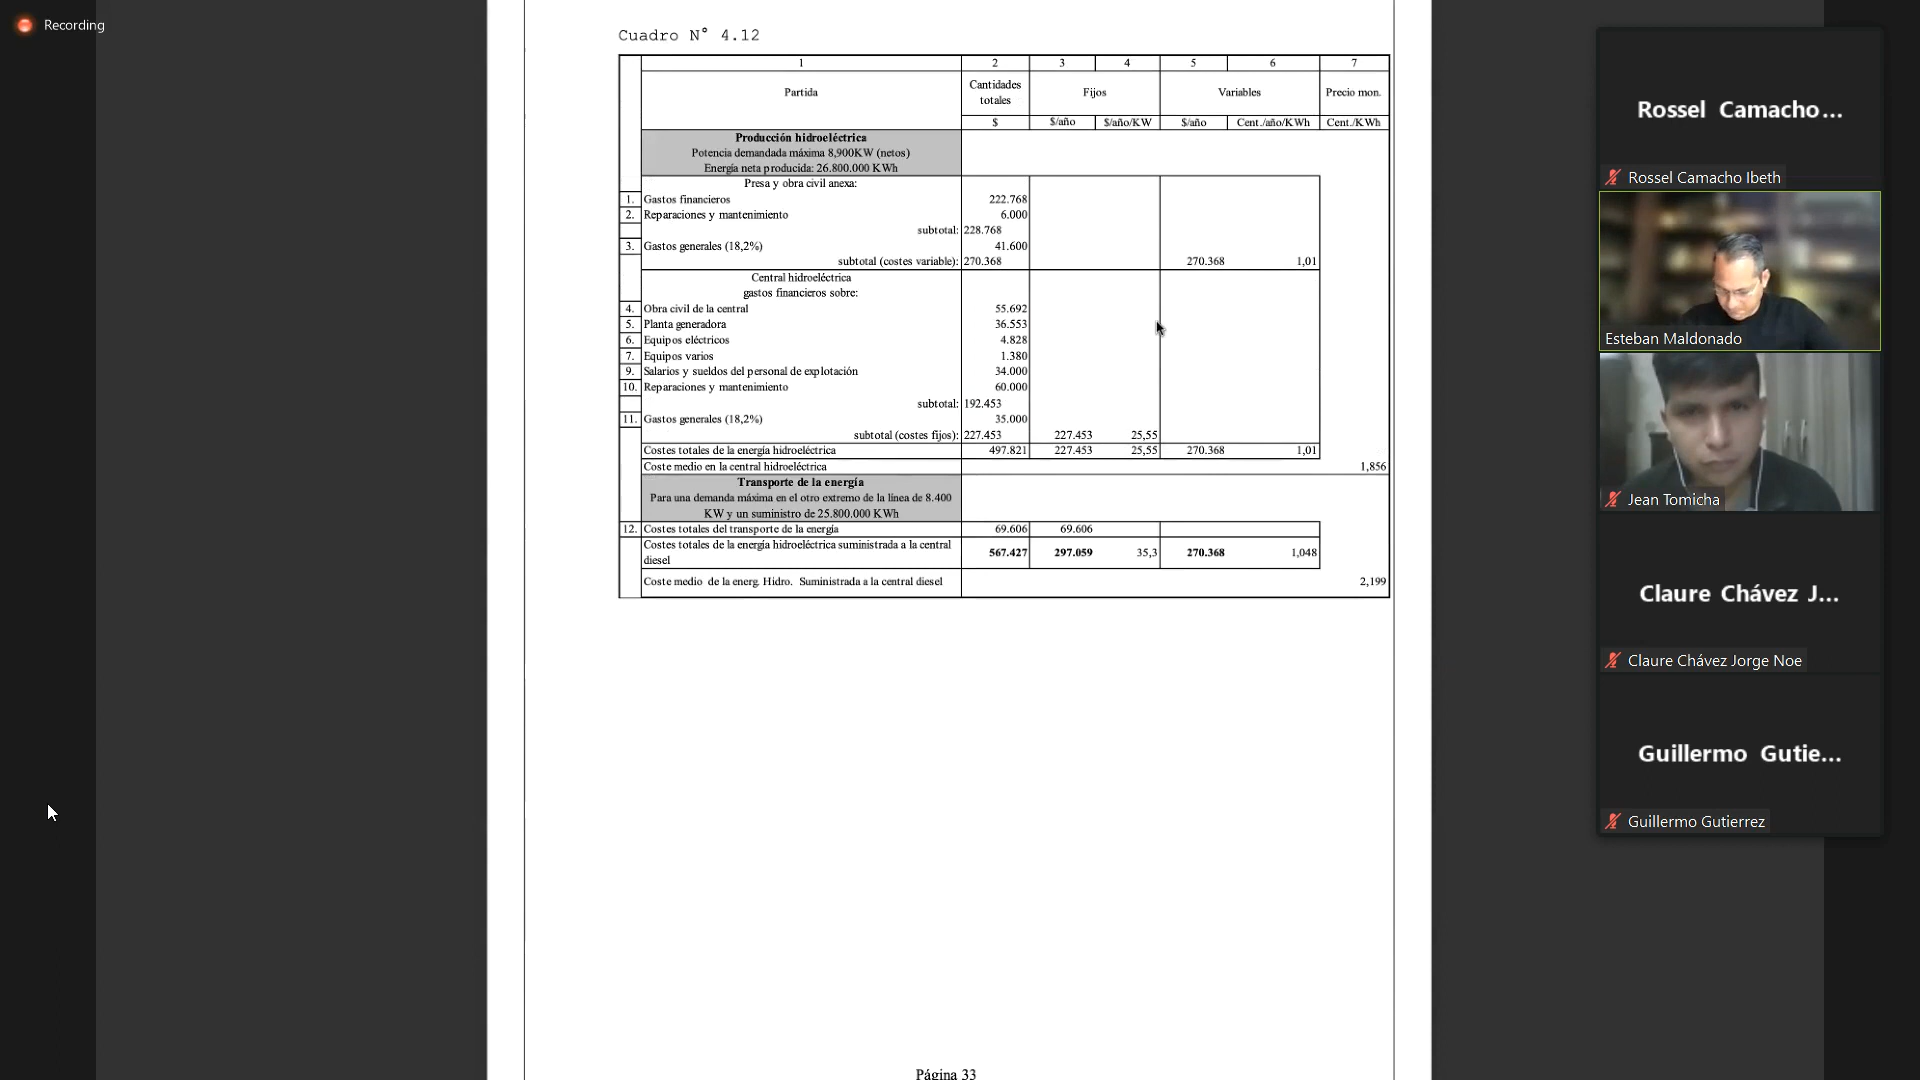 Recording
Cuadro N° 4.12
1 2 3 4 5 6 7
Partida Cantidades totales Fijos Variables Precio mon.
$ $/año $/año/KW $/año Cent./año/KWh Cent./KWh
Producción hidroeléctrica
Potencia demandada máxima 8,900KW (netos)
Energía neta producida: 26.800.000 KWh
Presa y obra civil anexa:
1. Gastos financieros 222.768
2. Reparaciones y mantenimiento 6.000
subtotal: 228.768
3. Gastos generales (18,2%) 41.600
subtotal (costes variable): 270.368 270.368 1,01
Central hidroeléctrica
gastos financieros sobre:
4. Obra civil de la central 55.692
5. Planta generadora 36.553
6. Equipos eléctricos 4.828
7. Equipos varios 1.380
9. Salarios y sueldos del personal de explotación 34.000
10. Reparaciones y mantenimiento 60.000
subtotal: 192.453
11. Gastos generales (18,2%) 35.000
subtotal (costes fijos): 227.453 227.453 25,55
Costes totales de la energía hidroeléctrica 497.821 227.453 25,55 270.368 1,01
Coste medio en la central hidroeléctrica 1,856
Transporte de la energía
Para una demanda máxima en el otro extremo de la línea de 8.400
KW y un suministro de 25.800.000 KWh
12. Costes totales del transporte de la energía 69.606 69.606
Costes totales de la energía hidroeléctrica suministrada a la central
diesel 567.427 297.059 35,3 270.368 1,048
Coste medio de la energ. Hidro. Suministrada a la central diesel 2,199
Página 33
Rossel Camacho...
Rossel Camacho Ibeth
Esteban Maldonado
Jean Tomicha
Claure Chávez J...
Claure Chávez Jorge Noe
Guillermo Gutie...
Guillermo Gutierrez